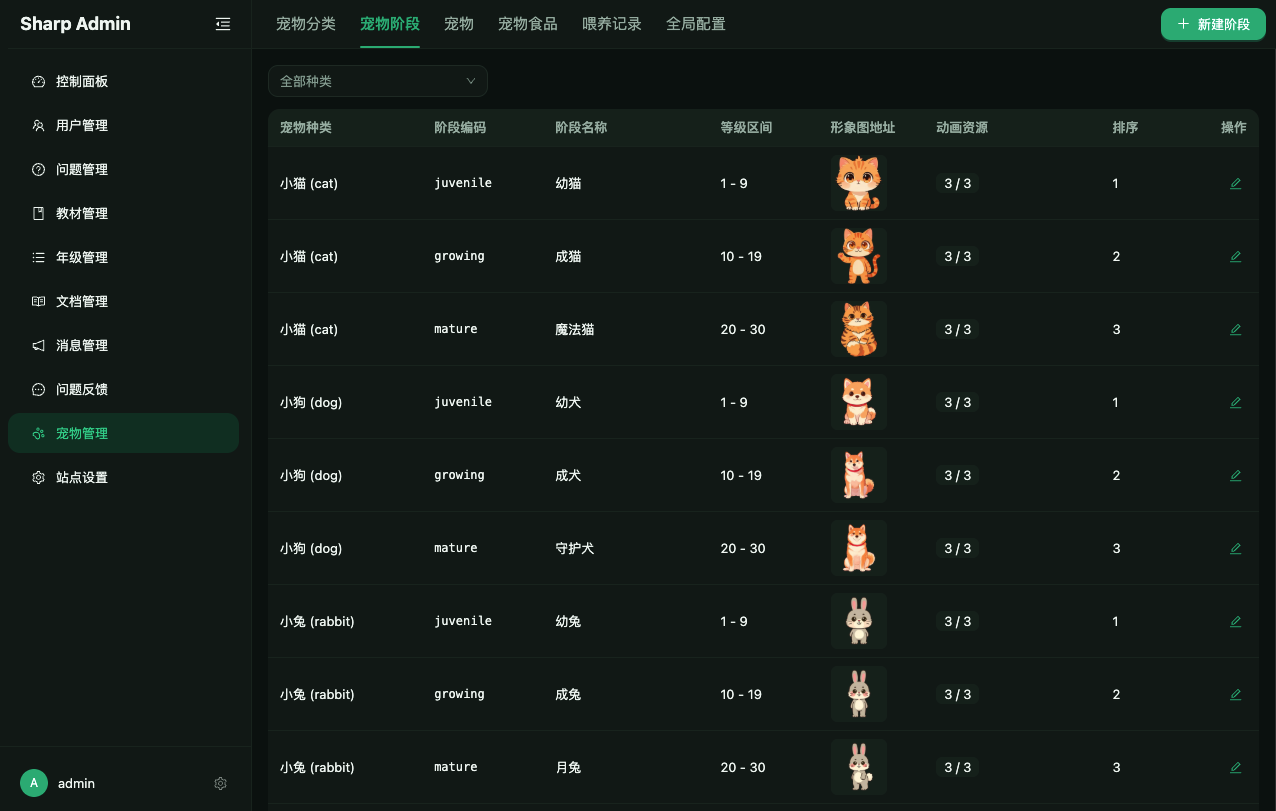 Sharp Admin
宠物分类 宠物阶段 宠物 宠物食品 喂养记录 全局配置
新建阶段
控制面板
用户管理
问题管理
教材管理
年级管理
文档管理
消息管理
问题反馈
宠物管理
站点设置
A admin
全部种类
宠物种类 阶段编码 阶段名称 等级区间 形象图地址 动画资源 排序 操作
小猫 (cat) juvenile 幼猫 1 - 9 3 / 3 1
小猫 (cat) growing 成猫 10 - 19 3 / 3 2
小猫 (cat) mature 魔法猫 20 - 30 3 / 3 3
小狗 (dog) juvenile 幼犬 1 - 9 3 / 3 1
小狗 (dog) growing 成犬 10 - 19 3 / 3 2
小狗 (dog) mature 守护犬 20 - 30 3 / 3 3
小兔 (rabbit) juvenile 幼兔 1 - 9 3 / 3 1
小兔 (rabbit) growing 成兔 10 - 19 3 / 3 2
小兔 (rabbit) mature 月兔 20 - 30 3 / 3 3